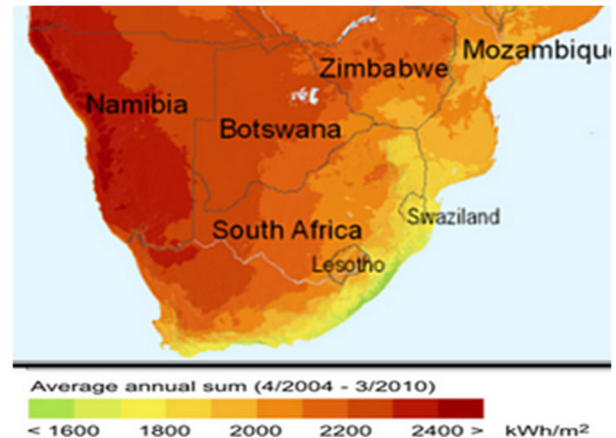 Mozambiqu
Zimbabwe
Namibia
Botswana
Swaziland
South Africa
Lesotho
Average annual sum (4/2004 - 3/2010)
< 1600 1800 2000 2200 2400 > kWh/m²